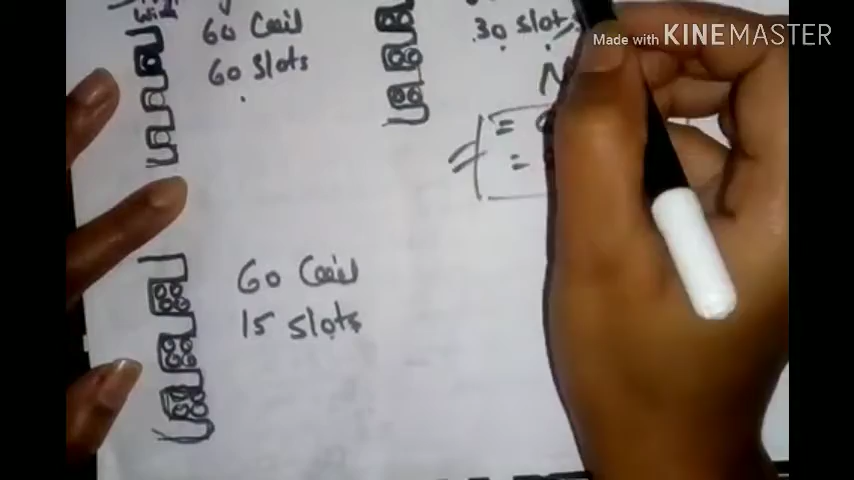 60 Coil
60 Slots
30 slots
Made with KINEMASTER
N
=
=
60 Coil
15 slots